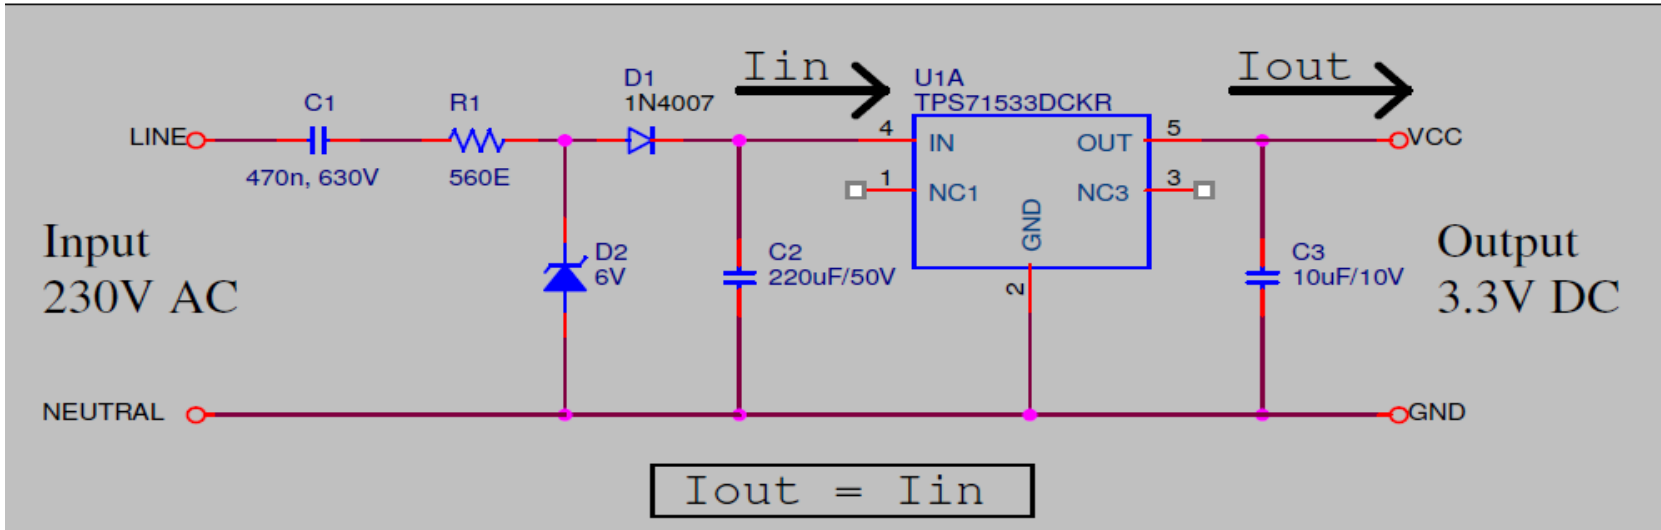 Iin
Iout
D1
1N4007
U1A
TPS71533DCKR
C1
R1
LINE
470n, 630V
560E
4
IN
OUT
5
VCC
1
NC1
NC3
3
GND
2
Input
230V AC
D2
6V
C2
220uF/50V
C3
10uF/10V
Output
3.3V DC
NEUTRAL
GND
Iout = Iin